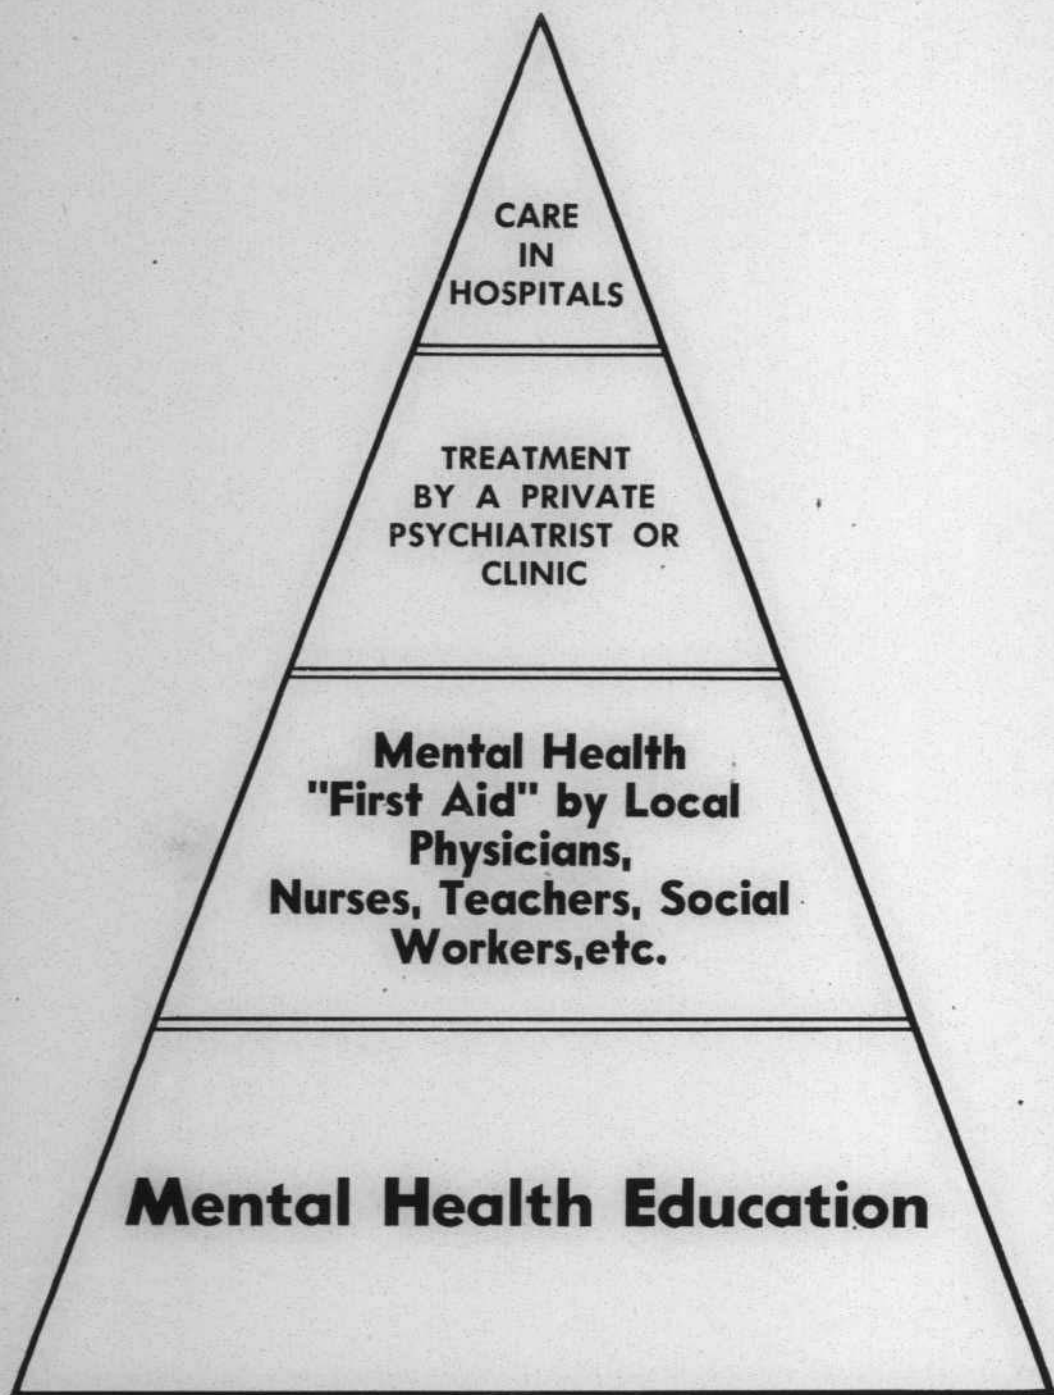 CARE
IN
HOSPITALS
TREATMENT
BY A PRIVATE
PSYCHIATRIST OR
CLINIC
Mental Health
"First Aid" by Local
Physicians,
Nurses, Teachers, Social
Workers,etc.
Mental Health Education